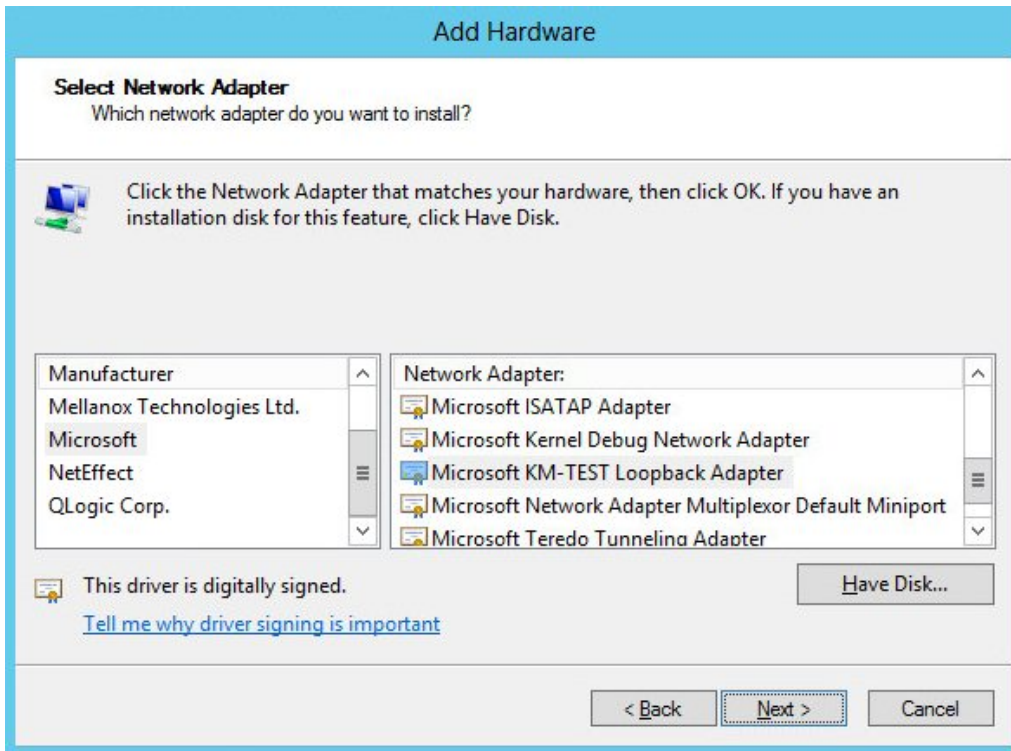 Add Hardware
Select Network Adapter
Which network adapter do you want to install?
Click the Network Adapter that matches your hardware, then click OK. If you have an
installation disk for this feature, click Have Disk.
Manufacturer
Mellanox Technologies Ltd.
Microsoft
NetEffect
QLogic Corp.
Network Adapter:
Microsoft ISATAP Adapter
Microsoft Kernel Debug Network Adapter
Microsoft KM-TEST Loopback Adapter
Microsoft Network Adapter Multiplexor Default Miniport
Microsoft Teredo Tunneling Adapter
This driver is digitally signed.
Tell me why driver signing is important
Have Disk...
< Back
Next >
Cancel